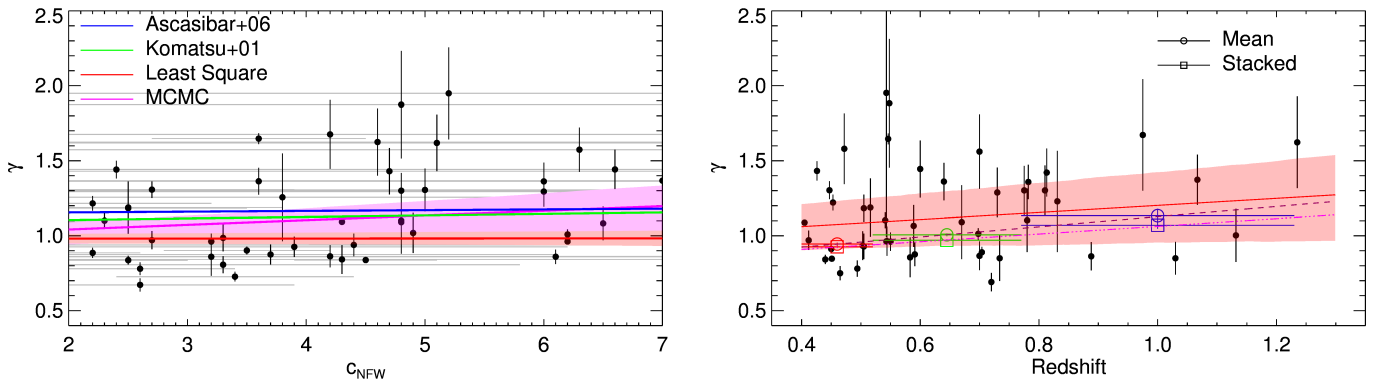 Ascasibar+06
Komatsu+01
Least Square
MCMC
2.5
2.0
1.5
1.0
0.5
γ
2 3 4 5 6 7
c_NFW
Mean
Stacked
2.5
2.0
1.5
1.0
0.5
γ
0.4 0.6 0.8 1.0 1.2
Redshift